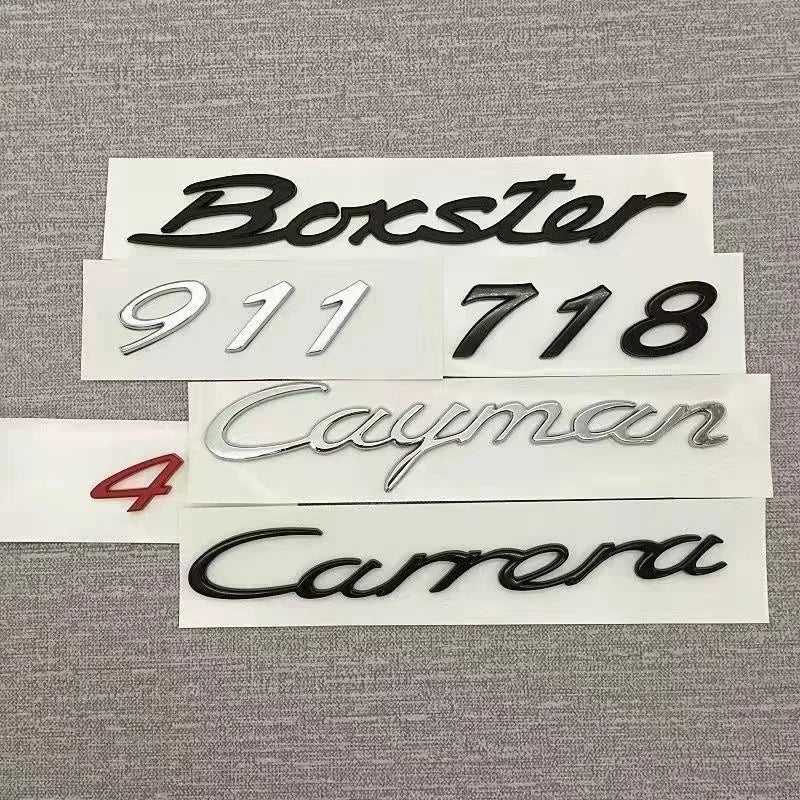 Boxster
911 718
Cayman
4
Carrera